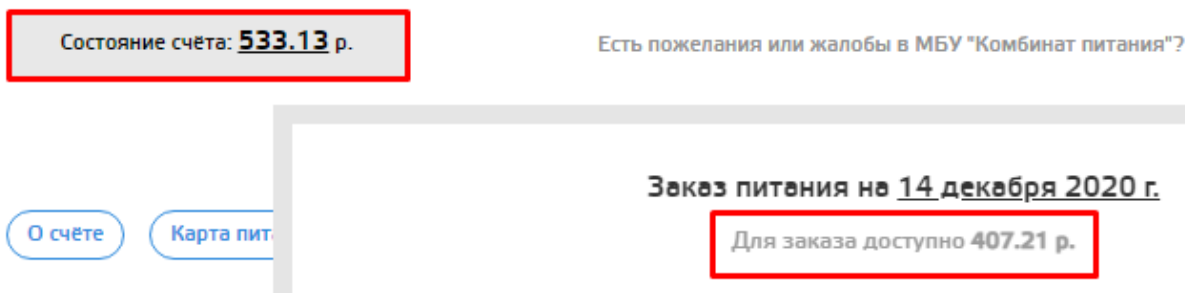 Состояние счёта: 533.13 р.
Есть пожелания или жалобы в МБУ "Комбинат питания"?
Заказ питания на 14 декабря 2020 г.
О счёте
Карта пит
Для заказа доступно 407.21 р.